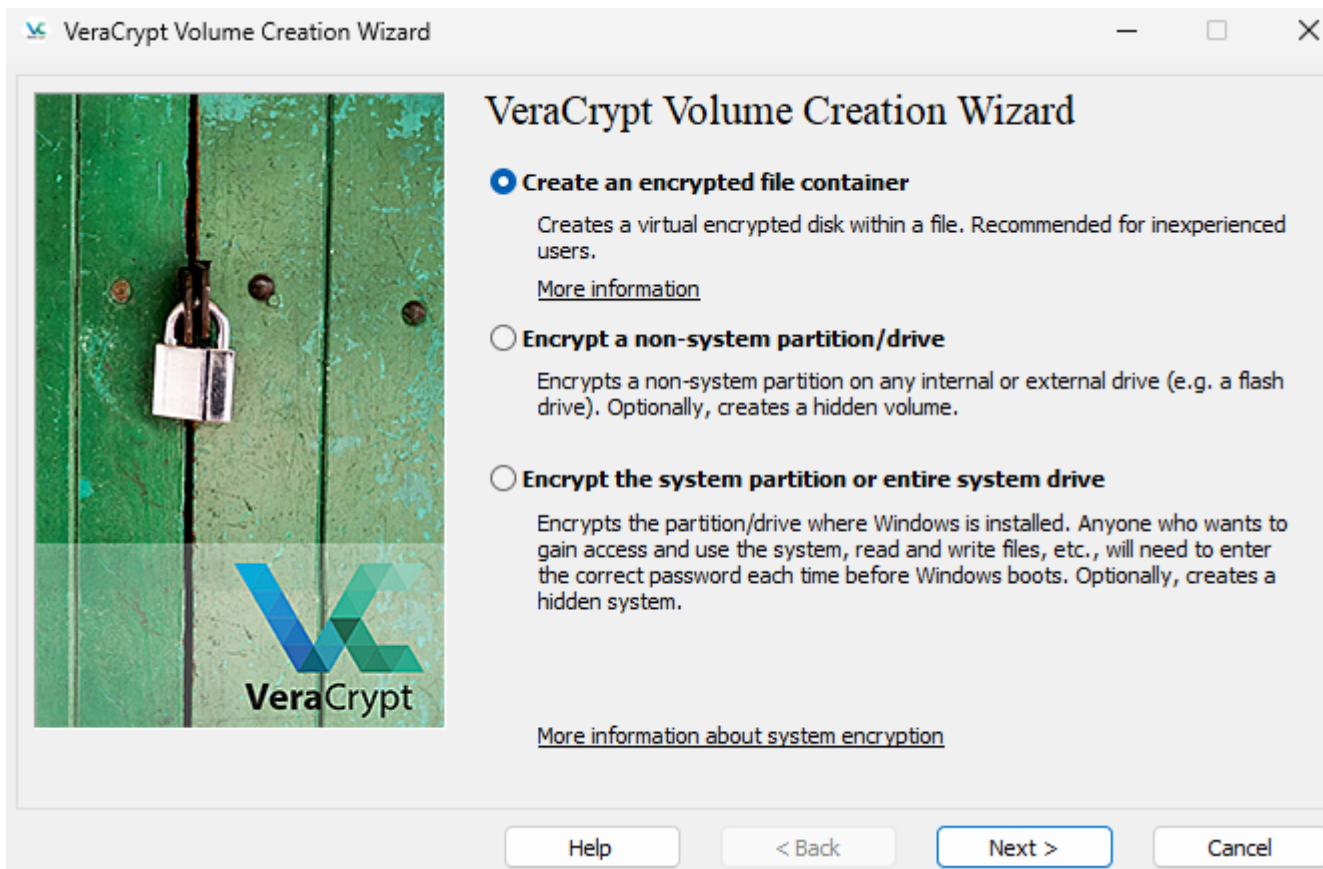 VeraCrypt Volume Creation Wizard
VeraCrypt Volume Creation Wizard
Create an encrypted file container
Creates a virtual encrypted disk within a file. Recommended for inexperienced
users.
More information
Encrypt a non-system partition/drive
Encrypts a non-system partition on any internal or external drive (e.g. a flash
drive). Optionally, creates a hidden volume.
Encrypt the system partition or entire system drive
Encrypts the partition/drive where Windows is installed. Anyone who wants to
gain access and use the system, read and write files, etc., will need to enter
the correct password each time before Windows boots. Optionally, creates a
hidden system.
VeraCrypt
More information about system encryption
Help
< Back
Next >
Cancel